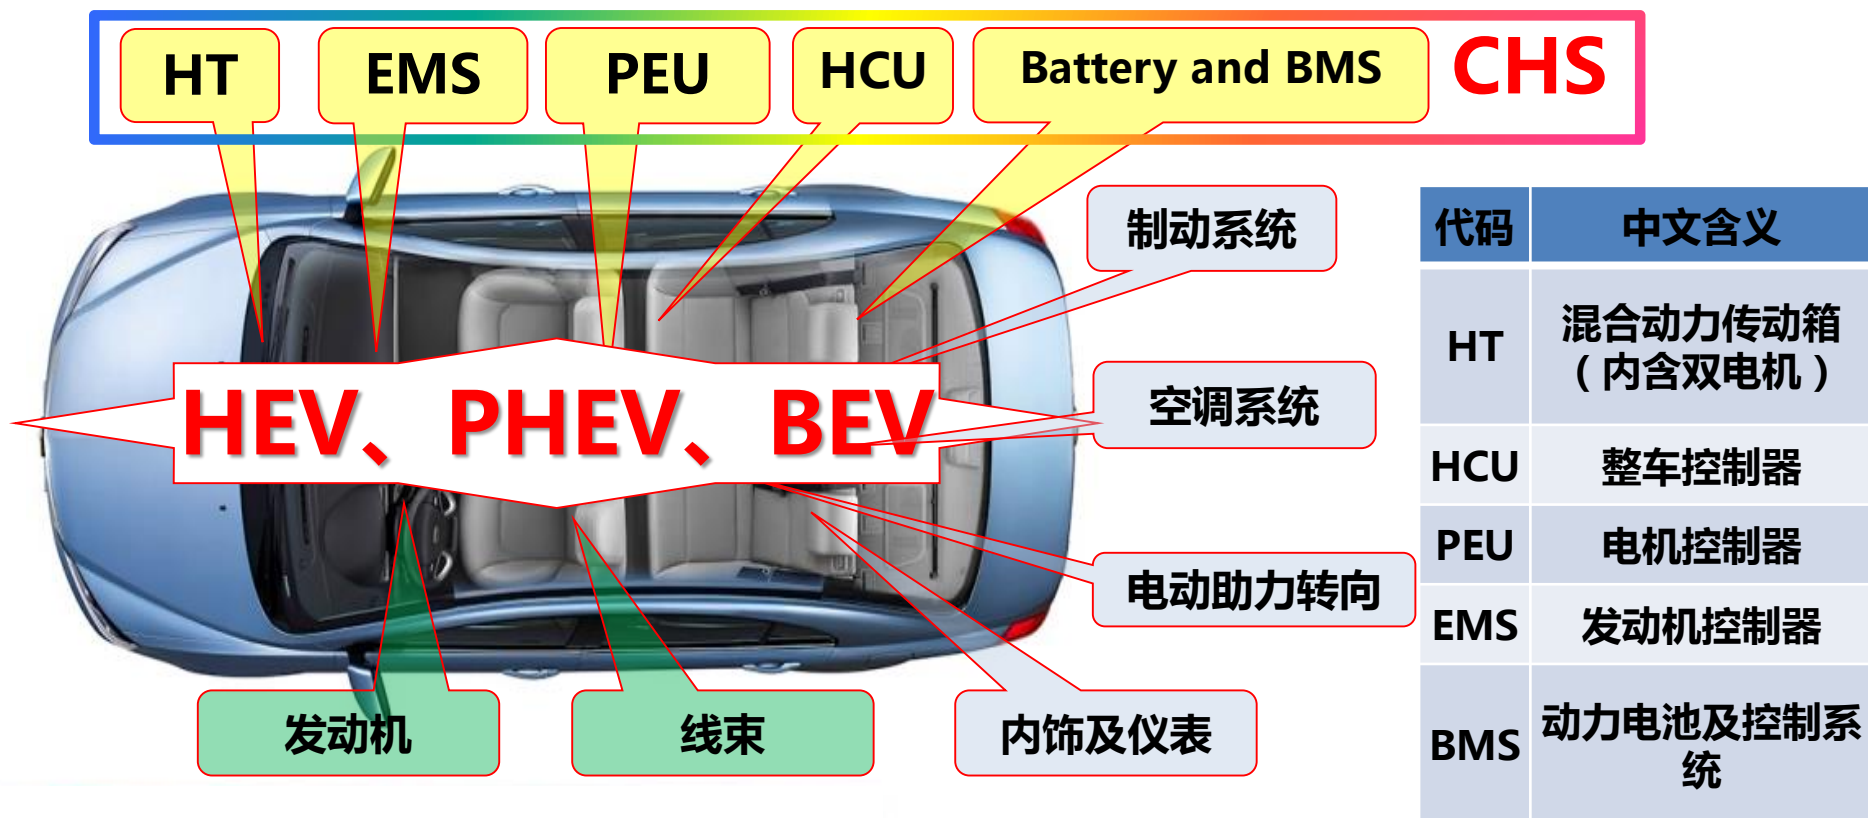 HT
EMS
PEU
HCU
Battery and BMS
CHS
制动系统
空调系统
HEV、PHEV、BEV
电动助力转向
发动机
线束
内饰及仪表
代码 中文含义
HT 混合动力传动箱
（内含双电机）
HCU 整车控制器
PEU 电机控制器
EMS 发动机控制器
BMS 动力电池及控制系
统